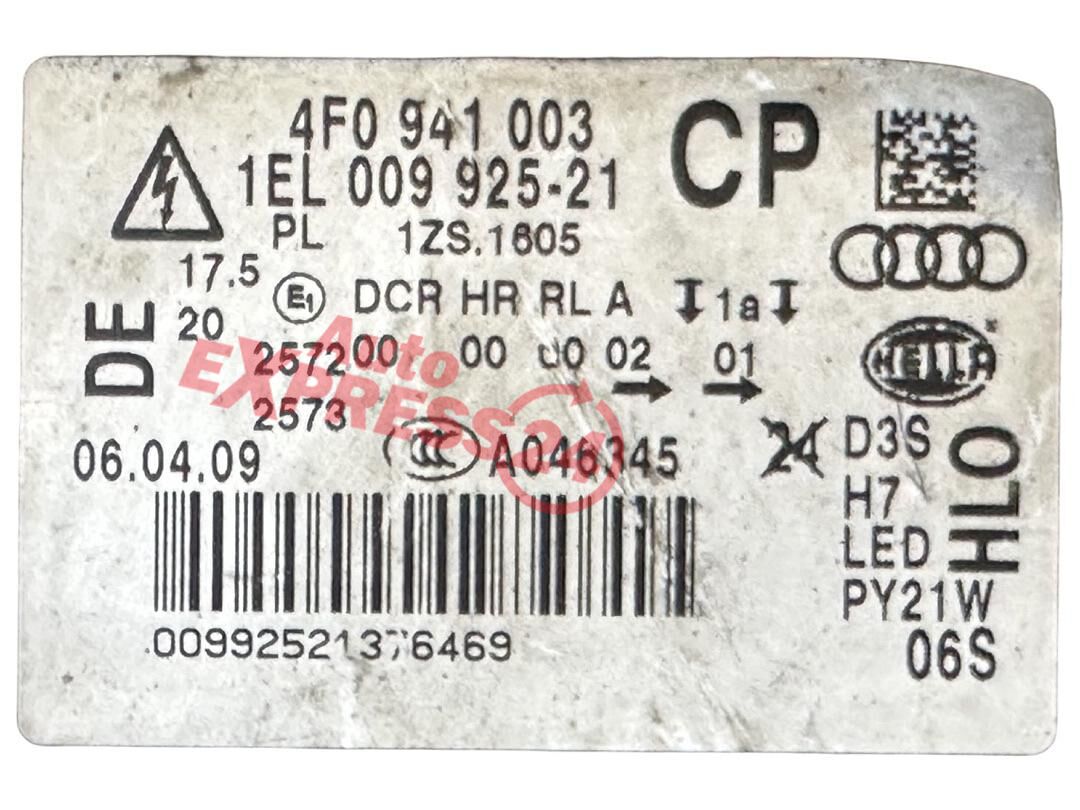 4F0 941 003 CP
1EL 009 925-21
PL 1ZS.1605
17.5 E1 DCR HR RL A 1a
DE 20
2572 00 00 00 02 01
2573
HELLA
Auto
EXPRESS24
06.04.09 CCC A046345 24 D3S
H7
LED
HLO
PY21W
06S
00992521376469